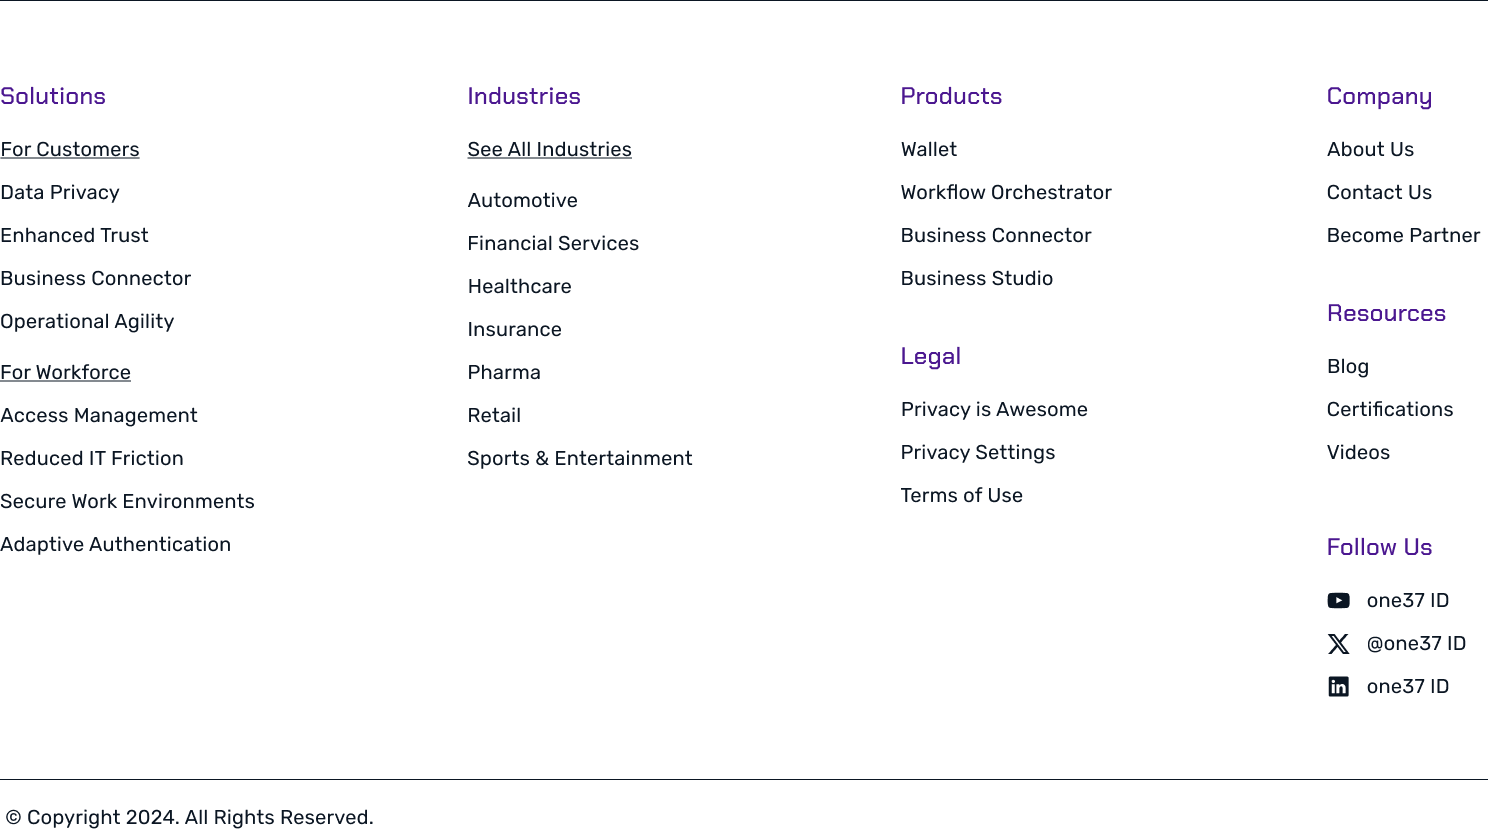 Solutions
For Customers
Data Privacy
Enhanced Trust
Business Connector
Operational Agility
For Workforce
Access Management
Reduced IT Friction
Secure Work Environments
Adaptive Authentication
Industries
See All Industries
Automotive
Financial Services
Healthcare
Insurance
Pharma
Retail
Sports & Entertainment
Products
Wallet
Workflow Orchestrator
Business Connector
Business Studio
Legal
Privacy is Awesome
Privacy Settings
Terms of Use
Company
About Us
Contact Us
Become Partner
Resources
Blog
Certifications
Videos
Follow Us
one37 ID
@one37 ID
one37 ID
© Copyright 2024. All Rights Reserved.